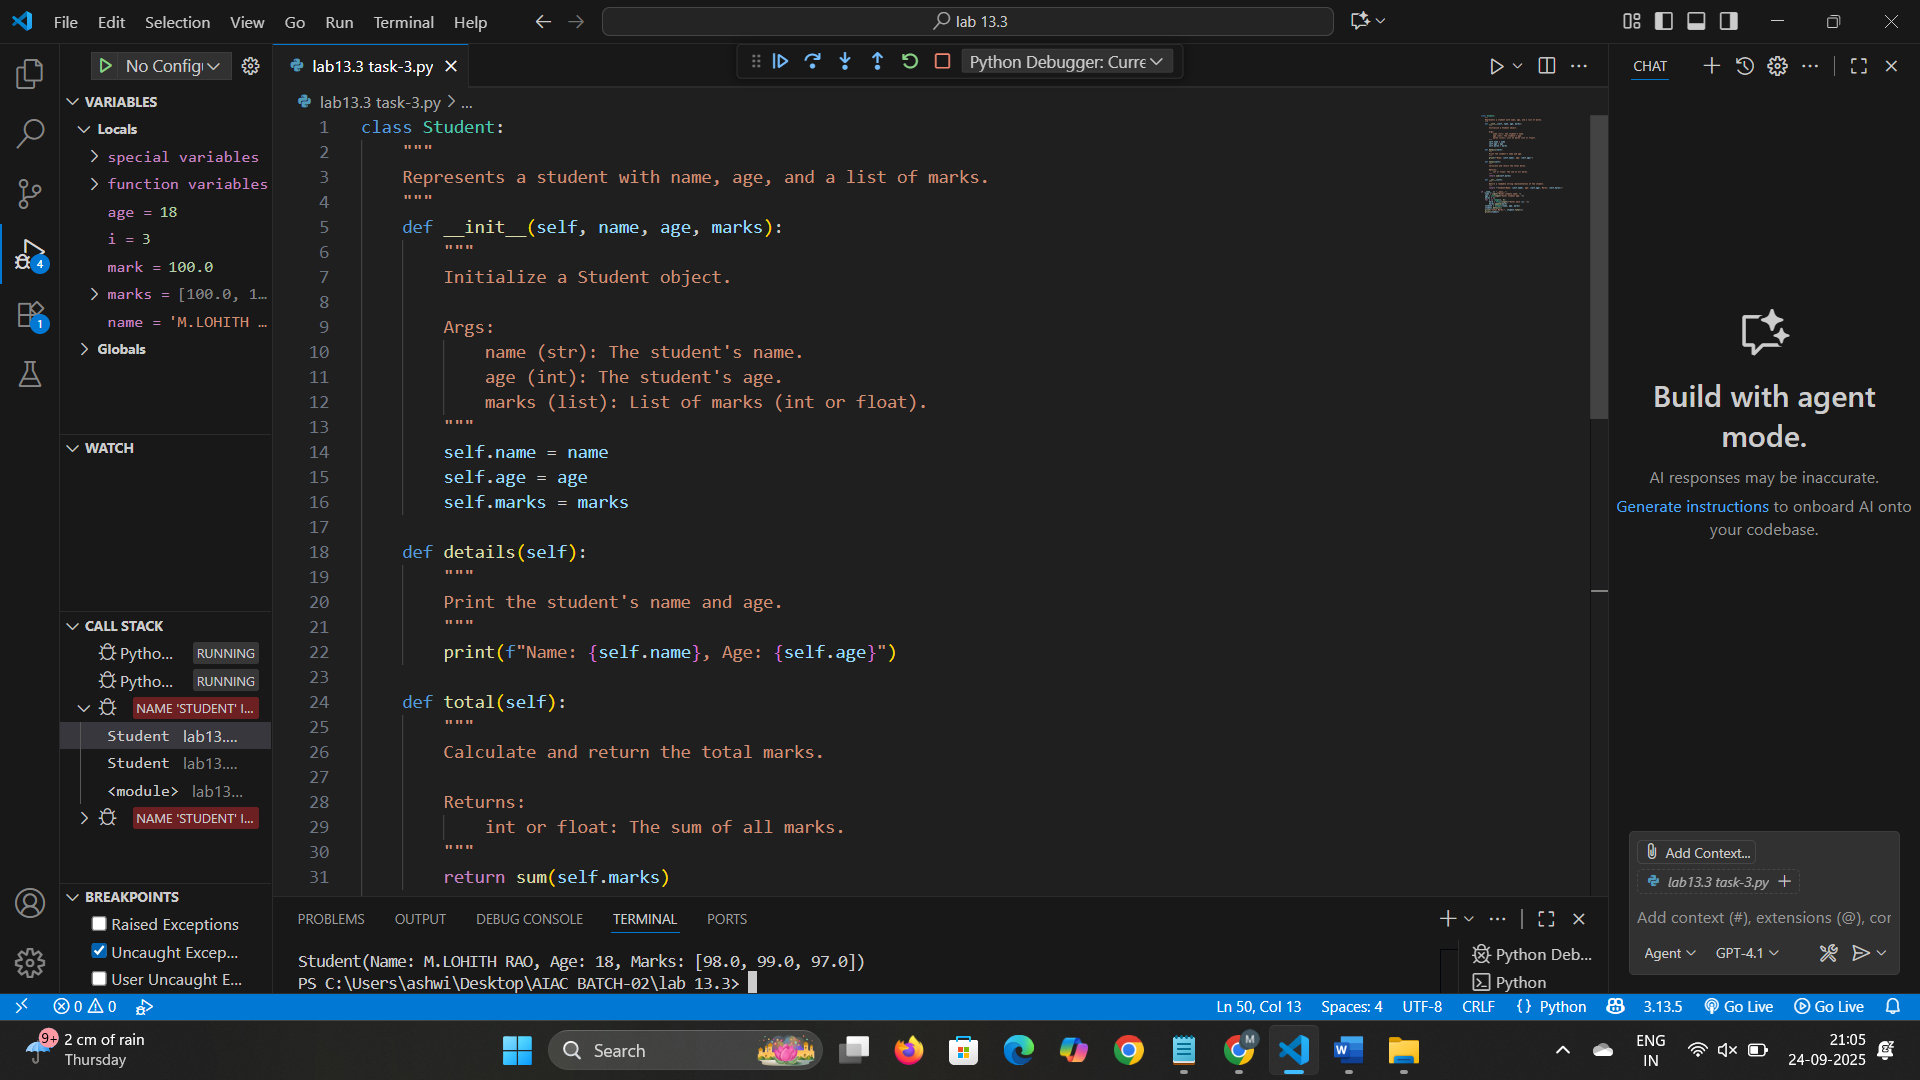 File Edit Selection View Go Run Terminal Help
lab 13.3
No Config
lab13.3 task-3.py
Python Debugger: Curre
CHAT
VARIABLES
Locals
special variables
function variables
age = 18
i = 3
mark = 100.0
marks = [100.0, 1…
name = 'M.LOHITH …
Globals
WATCH
CALL STACK
Pytho... RUNNING
Pytho... RUNNING
NAME 'STUDENT' I...
Student lab13....
Student lab13....
<module> lab13...
NAME 'STUDENT' I...
BREAKPOINTS
Raised Exceptions
Uncaught Excep...
User Uncaught E...
4
1
lab13.3 task-3.py > ...
1 class Student:
2 """
3 Represents a student with name, age, and a list of marks.
4 """
5 def __init__(self, name, age, marks):
6 """
7 Initialize a Student object.
8
9 Args:
10 name (str): The student's name.
11 age (int): The student's age.
12 marks (list): List of marks (int or float).
13 """
14 self.name = name
15 self.age = age
16 self.marks = marks
17
18 def details(self):
19 """
20 Print the student's name and age.
21 """
22 print(f"Name: {self.name}, Age: {self.age}")
23
24 def total(self):
25 """
26 Calculate and return the total marks.
27
28 Returns:
29 int or float: The sum of all marks.
30 """
31 return sum(self.marks)
Build with agent
mode.
AI responses may be inaccurate.
Generate instructions to onboard AI onto
your codebase.
Add Context...
lab13.3 task-3.py
Add context (#), extensions (@), cor
Agent GPT-4.1
PROBLEMS OUTPUT DEBUG CONSOLE TERMINAL PORTS
Student(Name: M.LOHITH RAO, Age: 18, Marks: [98.0, 99.0, 97.0])
PS C:\Users\ashwi\Desktop\AIAC BATCH-02\lab 13.3>
Python Deb...
Python
0 0
Ln 50, Col 13 Spaces: 4 UTF-8 CRLF {} Python 3.13.5 Go Live Go Live
9+
2 cm of rain
Thursday
Search
M
ENG
IN
21:05
24-09-2025